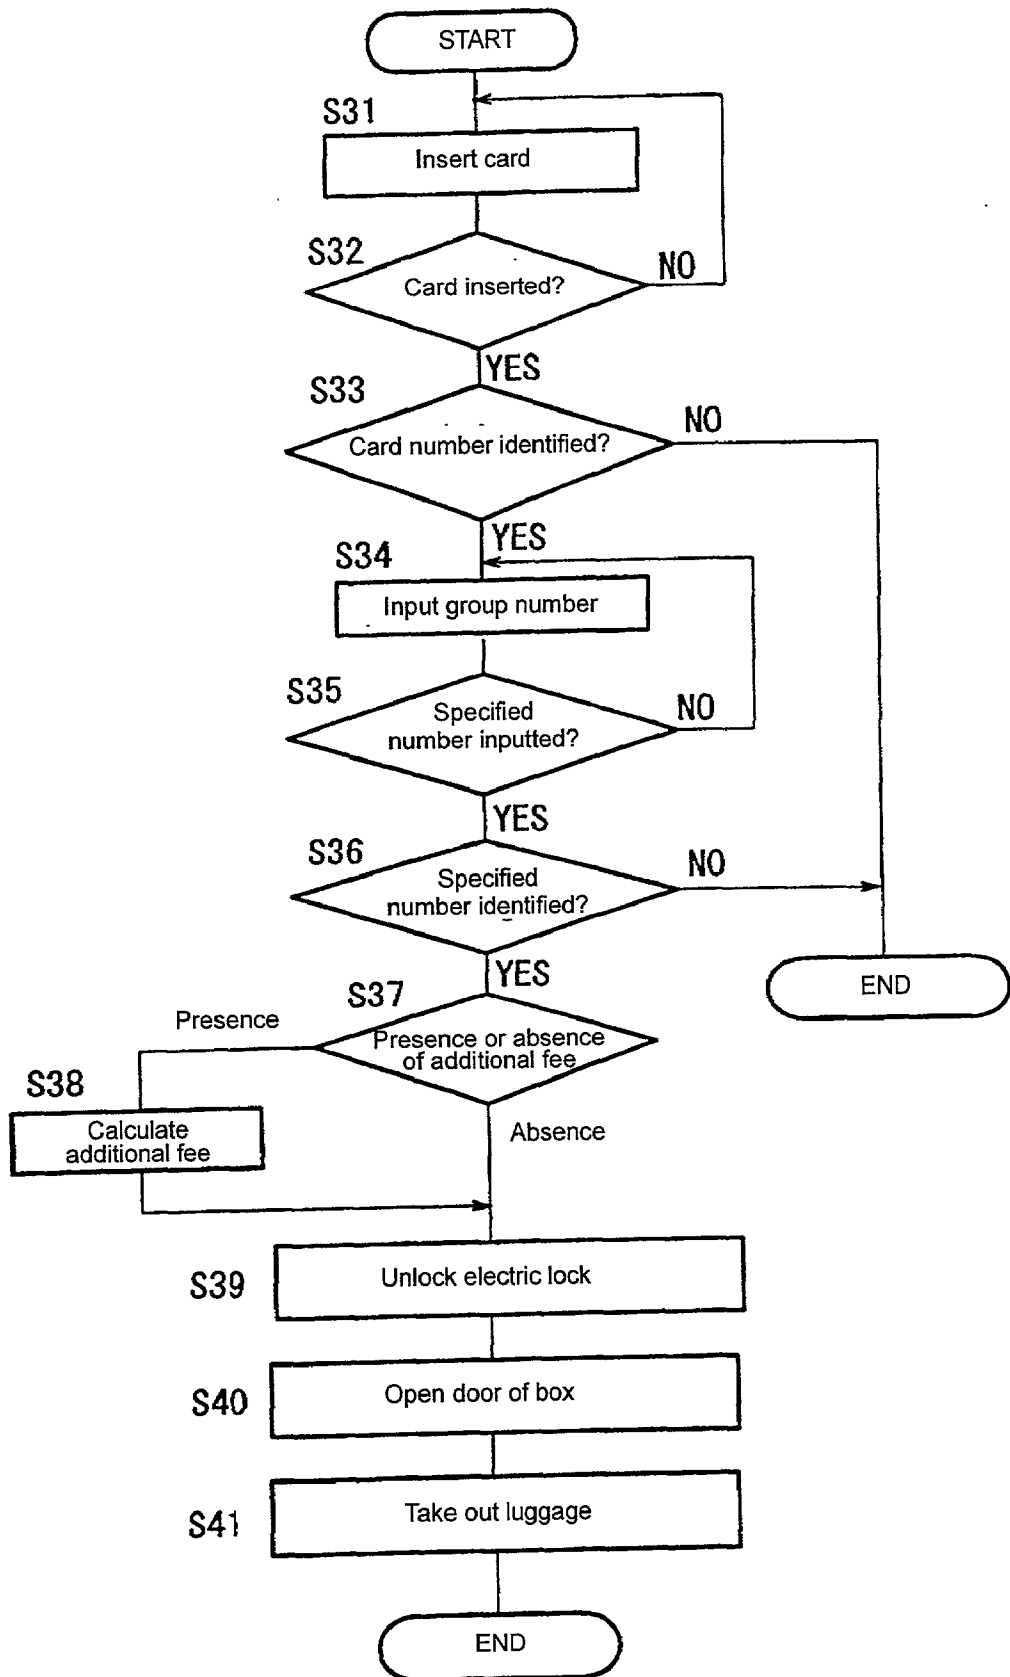 START
S31
Insert card
S32
Card inserted?
NO
YES
S33
Card number identified?
NO
YES
S34
Input group number
S35
Specified
number inputted?
NO
YES
S36
Specified
number identified?
NO
YES
END
S37
Presence or absence
of additional fee
Presence
S38
Calculate
additional fee
Absence
S39
Unlock electric lock
S40
Open door of box
S41
Take out luggage
END